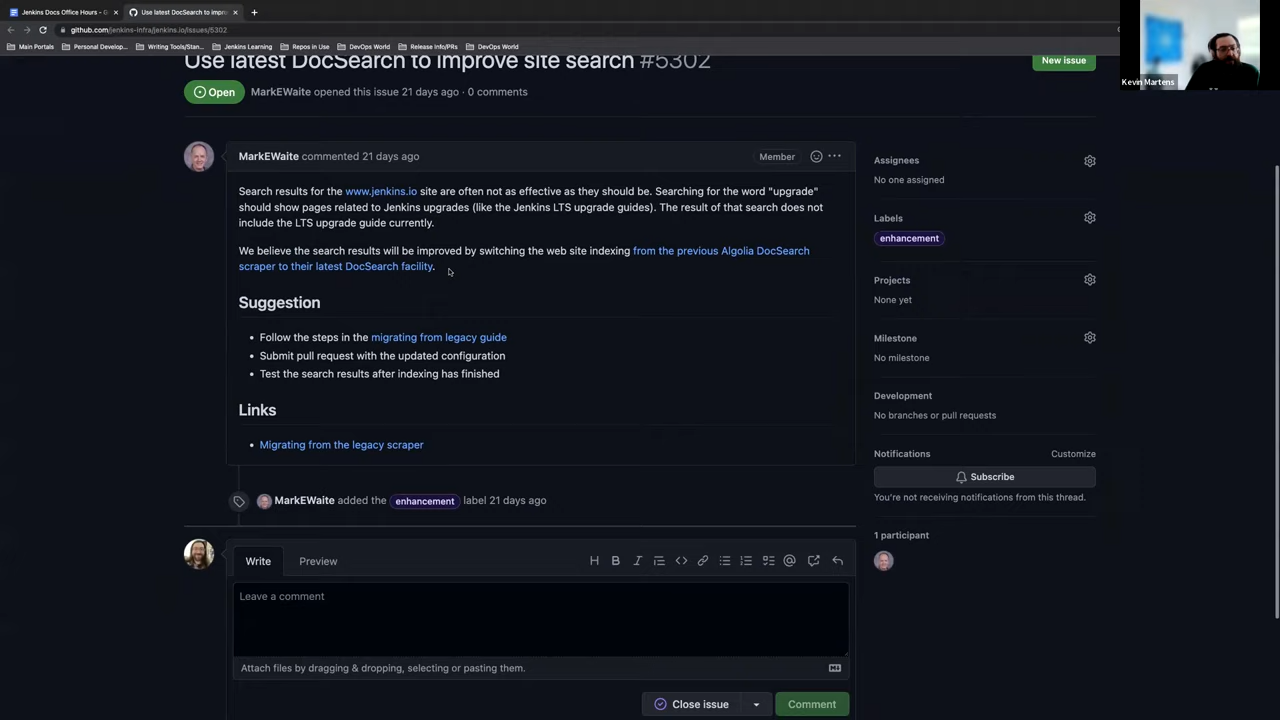 Jenkins Docs Office Hours - G
Use latest DocSearch to impro
github.com/jenkins-infra/jenkins.io/issues/5302
Main Portals
Personal Develop...
Writing Tools/Stan...
Jenkins Learning
Repos in Use
DevOps World
Release Info/PRs
DevOps World
Kevin Martens
Use latest DocSearch to improve site search #5302
New issue
Open
MarkEWaite opened this issue 21 days ago · 0 comments
MarkEWaite commented 21 days ago
Member
Search results for the www.jenkins.io site are often not as effective as they should be. Searching for the word "upgrade"
should show pages related to Jenkins upgrades (like the Jenkins LTS upgrade guides). The result of that search does not
include the LTS upgrade guide currently.
We believe the search results will be improved by switching the web site indexing from the previous Algolia DocSearch
scraper to their latest DocSearch facility.
Suggestion
• Follow the steps in the migrating from legacy guide
• Submit pull request with the updated configuration
• Test the search results after indexing has finished
Links
• Migrating from the legacy scraper
MarkEWaite added the enhancement label 21 days ago
Write
Preview
Leave a comment
Attach files by dragging & dropping, selecting or pasting them.
Close issue
Comment
Assignees
No one assigned
Labels
enhancement
Projects
None yet
Milestone
No milestone
Development
No branches or pull requests
Notifications
Customize
Subscribe
You're not receiving notifications from this thread.
1 participant